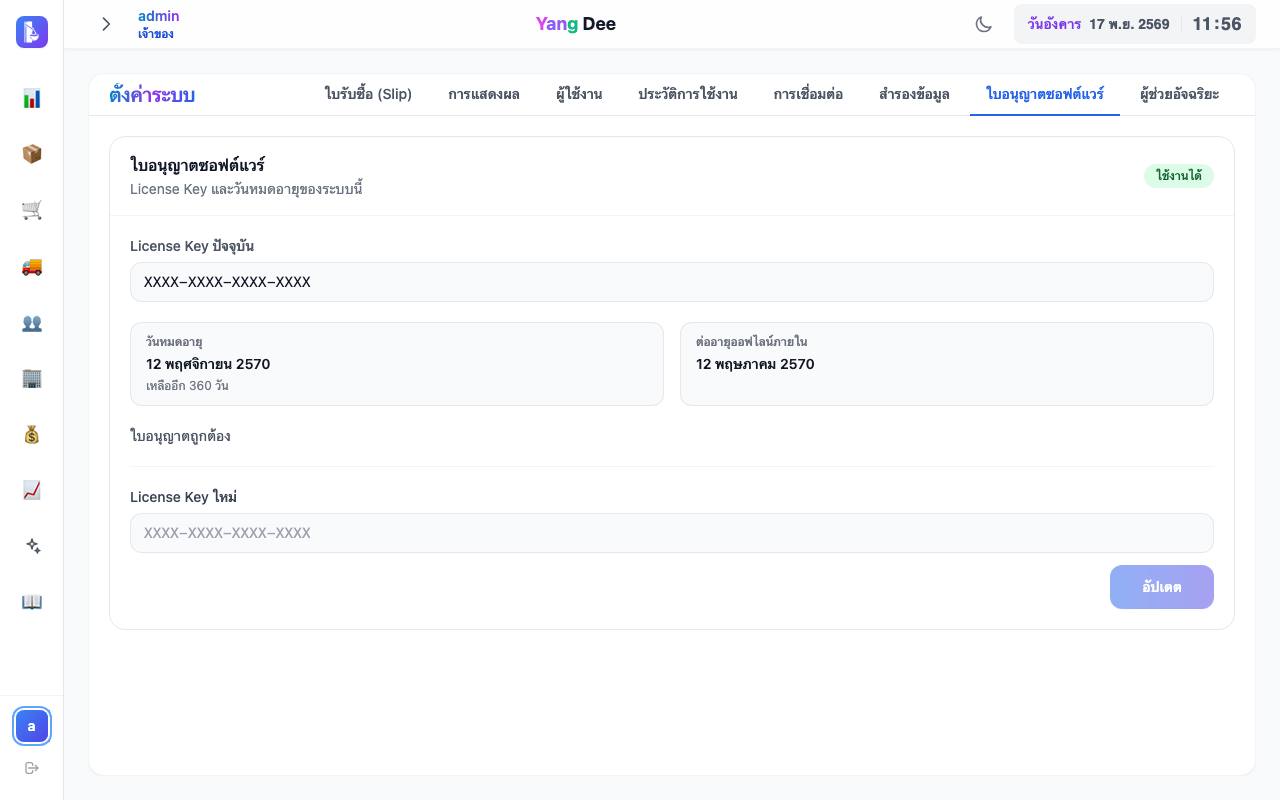 admin
เจ้าของ
Yang Dee
วันอังคาร 17 พ.ย. 2569 11:56
ตั้งค่าระบบ
ใบรับซื้อ (Slip)
การแสดงผล
ผู้ใช้งาน
ประวัติการใช้งาน
การเชื่อมต่อ
สำรองข้อมูล
ใบอนุญาตซอฟต์แวร์
ผู้ช่วยอัจฉริยะ
ใบอนุญาตซอฟต์แวร์
License Key และวันหมดอายุของระบบนี้
ใช้งานได้
License Key ปัจจุบัน
XXXX-XXXX-XXXX-XXXX
วันหมดอายุ
12 พฤศจิกายน 2570
เหลืออีก 360 วัน
ต่ออายุออฟไลน์ภายใน
12 พฤษภาคม 2570
ใบอนุญาตถูกต้อง
License Key ใหม่
XXXX-XXXX-XXXX-XXXX
อัปเดต
a